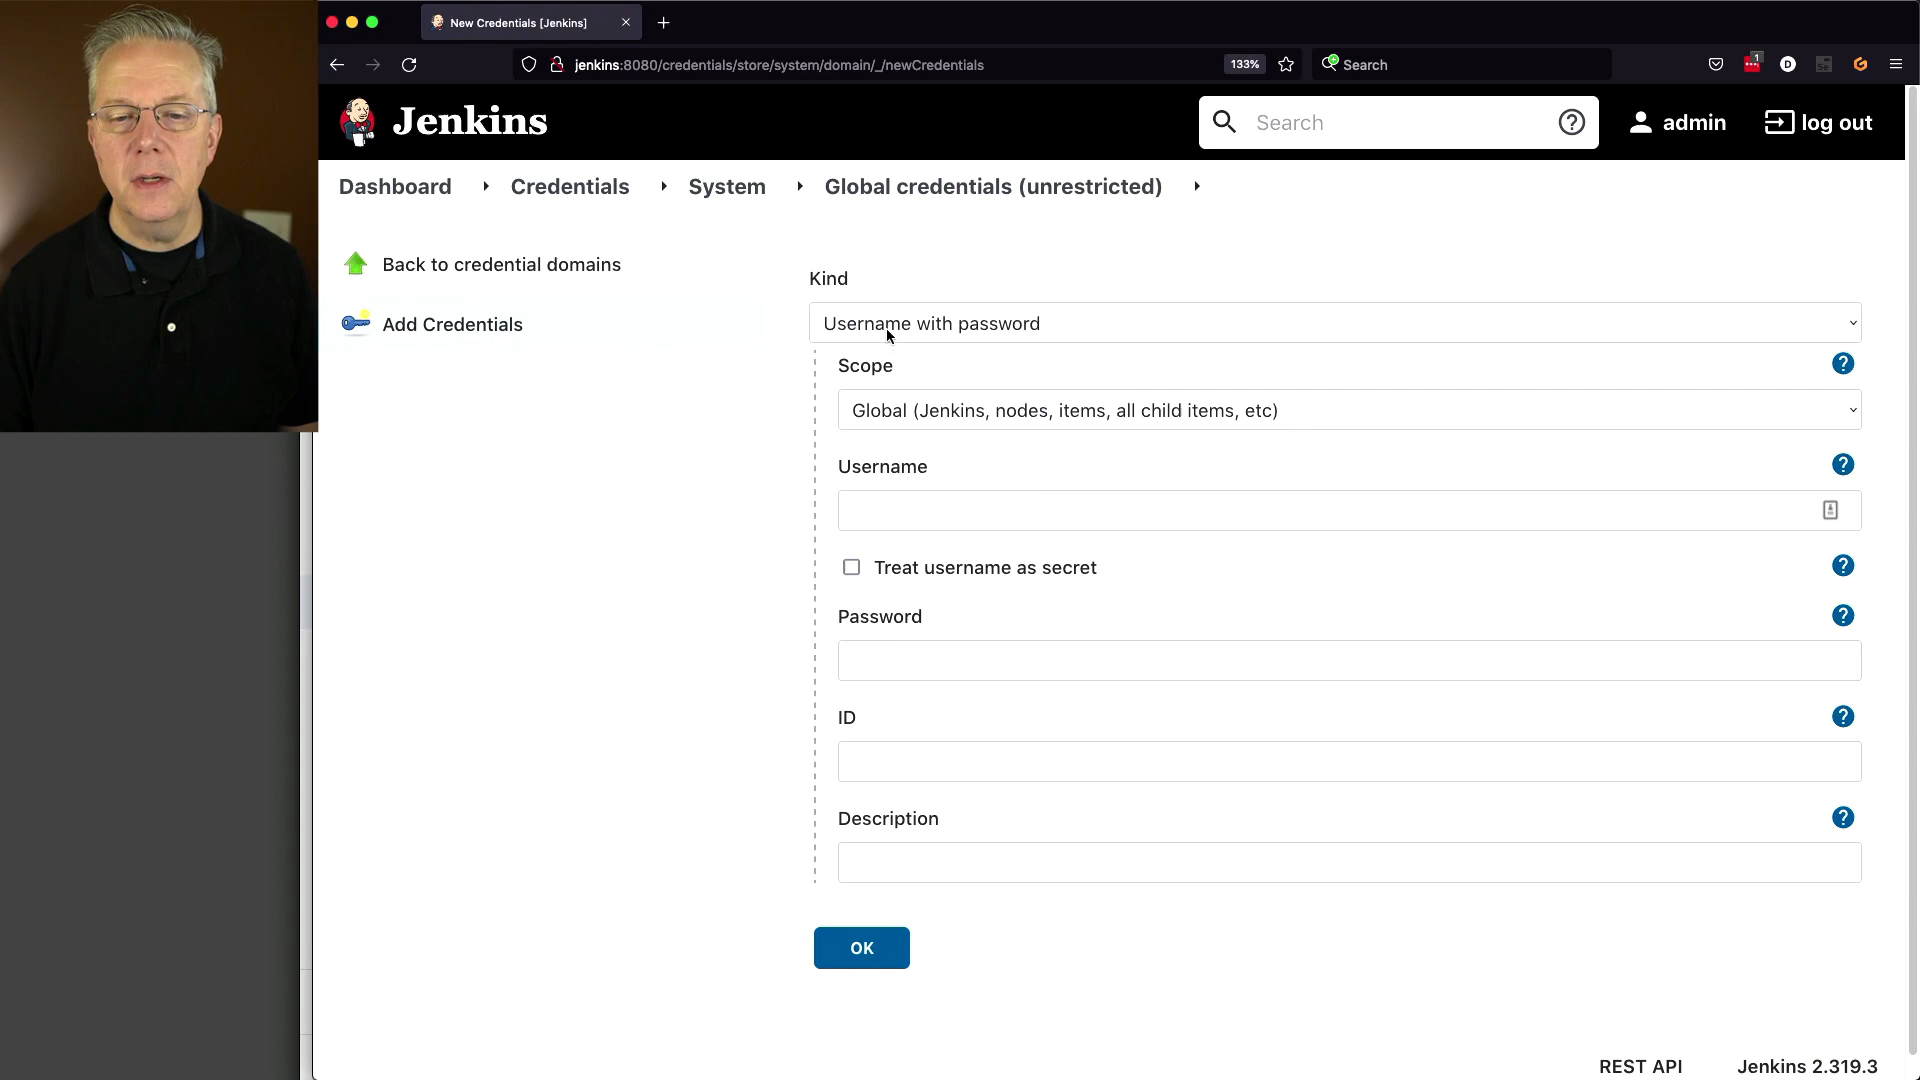 New Credentials [Jenkins]
jenkins:8080/credentials/store/system/domain/_/newCredentials
133%
Search
1
D
Se
G
Jenkins
Search
admin
log out
Dashboard
Credentials
System
Global credentials (unrestricted)
Back to credential domains
Add Credentials
Kind
Username with password
Scope
?
Global (Jenkins, nodes, items, all child items, etc)
Username
?
Treat username as secret
?
Password
?
ID
?
Description
?
OK
REST API
Jenkins 2.319.3